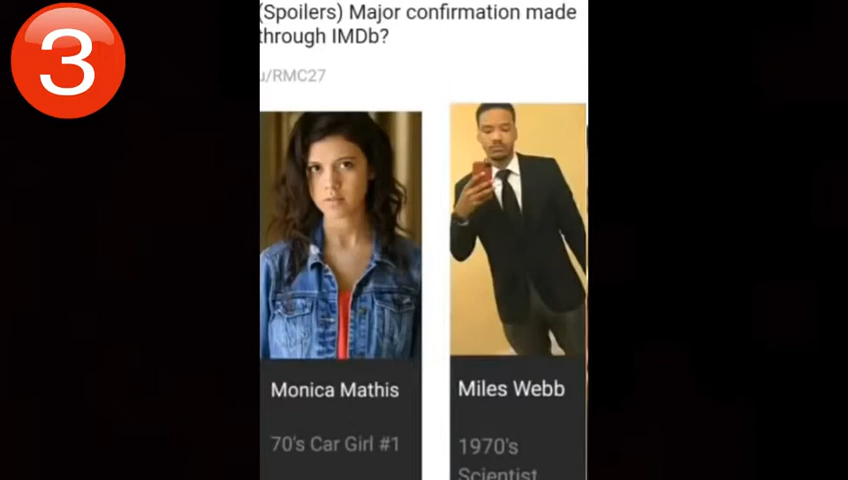 3
(Spoilers) Major confirmation made
through IMDb?
u/RMC27
Monica Mathis
Miles Webb
70's Car Girl #1
1970's
Scientist